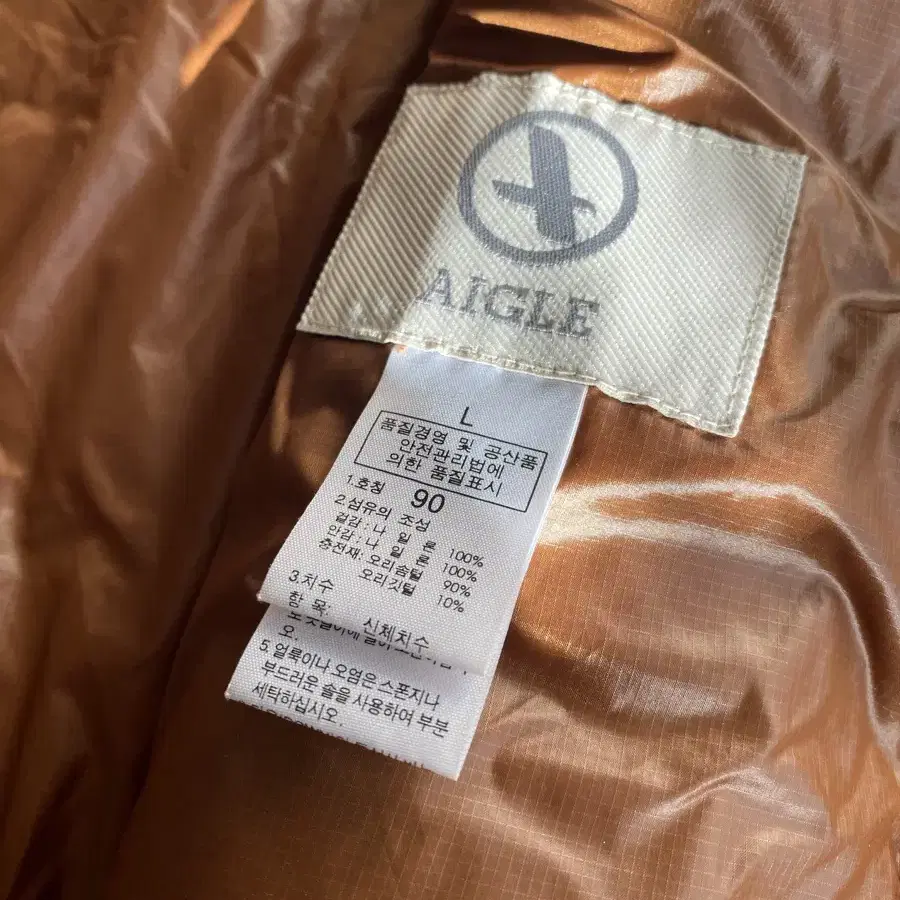 AIGLE
L
품질경영 및 공산품
안전관리법에
의한 품질표시
1.호칭 90
2.섬유의 조성
겉감: 나 일 론 100%
안감: 나 일 론 100%
충전재: 오리솜털 90%
오리깃털 10%
3.치수
항 목: 신체치수
오.
5. 얼룩이나 오염은 스폰지나
부드러운 솔을 사용하여 부분
세탁하십시오.